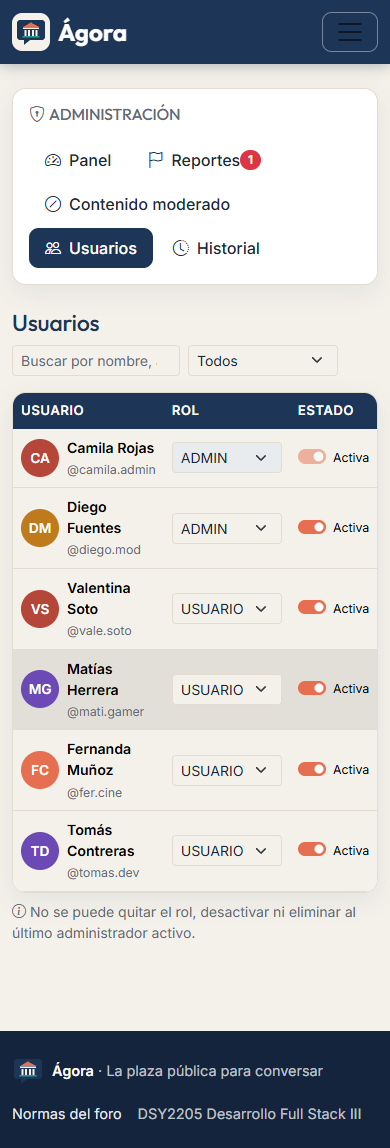 Ágora
ADMINISTRACIÓN
Panel
Reportes 1
Contenido moderado
Usuarios
Historial
Usuarios
Buscar por nombre,
Todos
USUARIO ROL ESTADO
CA Camila Rojas
@camila.admin
ADMIN
Activa
DM Diego
Fuentes
@diego.mod
ADMIN
Activa
VS Valentina
Soto
@vale.soto
USUARIO
Activa
MG Matías
Herrera
@mati.gamer
USUARIO
Activa
FC Fernanda
Muñoz
@fer.cine
USUARIO
Activa
TD Tomás
Contreras
@tomas.dev
USUARIO
Activa
No se puede quitar el rol, desactivar ni eliminar al
último administrador activo.
Ágora · La plaza pública para conversar
Normas del foro DSY2205 Desarrollo Full Stack III